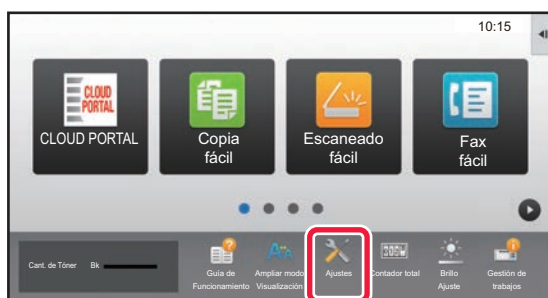 10:15
CLOUD
PORTAL
CLOUD PORTAL
Copia
fácil
Escaneado
fácil
Fax
fácil
Cant. de Tóner Bk
Guía de
Funcionamiento
Ampliar modo
Visualización
Ajustes
Contador total
Brillo
Ajuste
Gestión de
trabajos